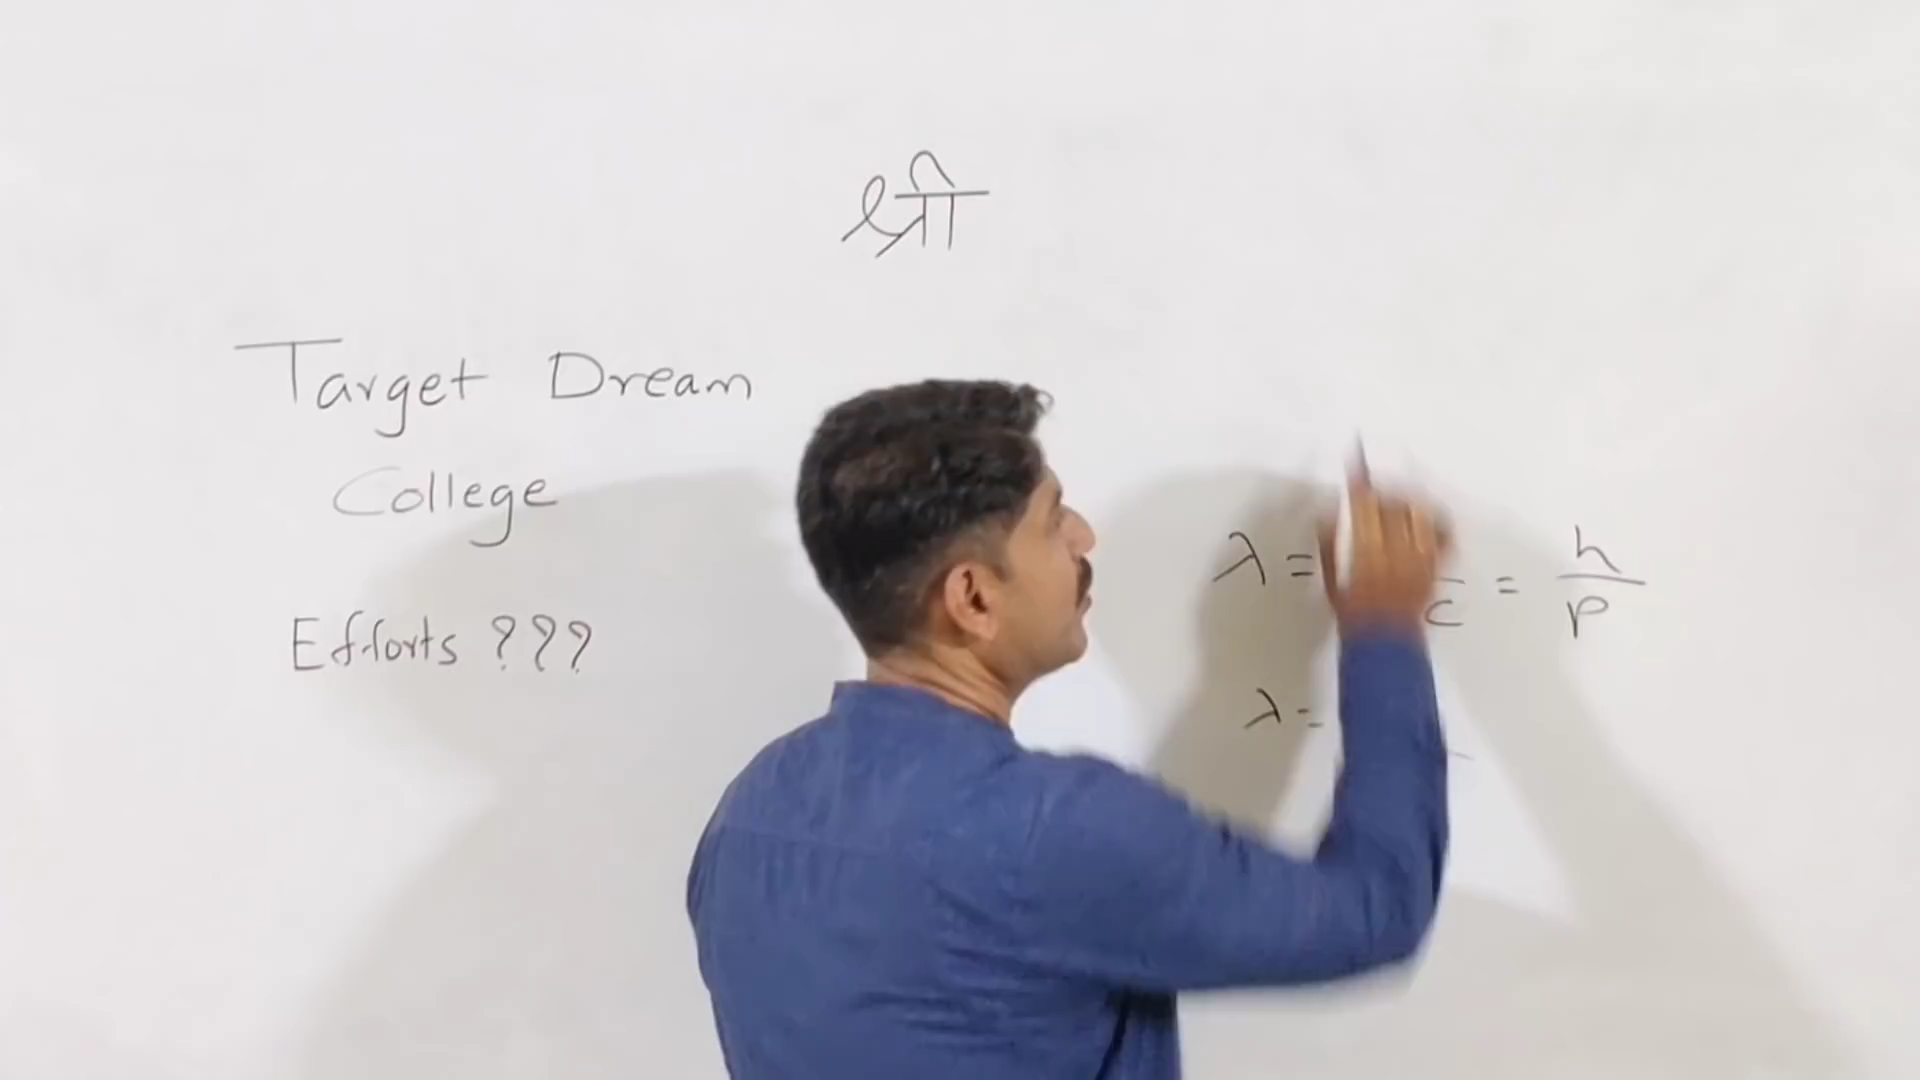 श्री
Target Dream
College
Efforts ???
λ = c = h/p
λ =